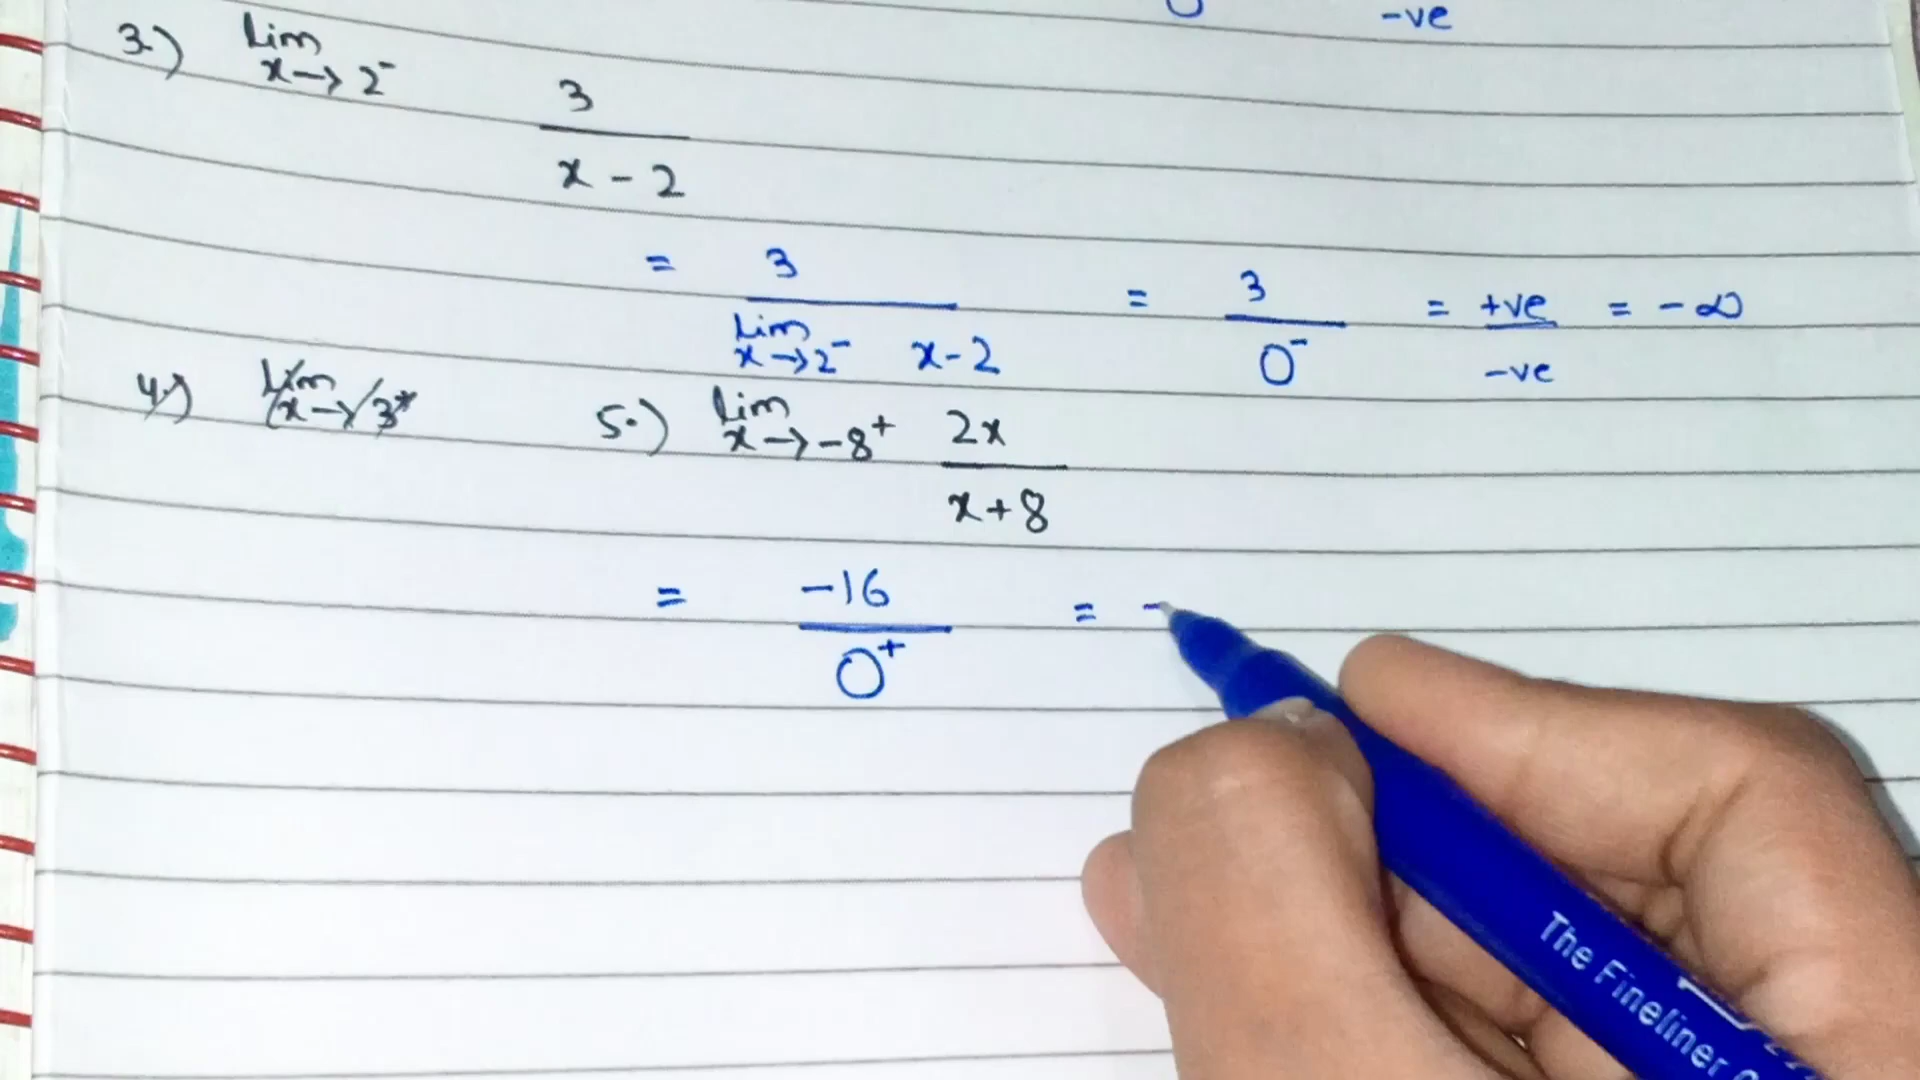 -ve
3.) lim x→2⁻ 3 / x - 2
= 3 / lim x→2⁻ x-2 = 3 / 0⁻ = +ve / -ve = -∞
4.) lim x→3⁺
5.) lim x→-8⁺ 2x / x+8
= -16 / 0⁺ = -
The Fineliner